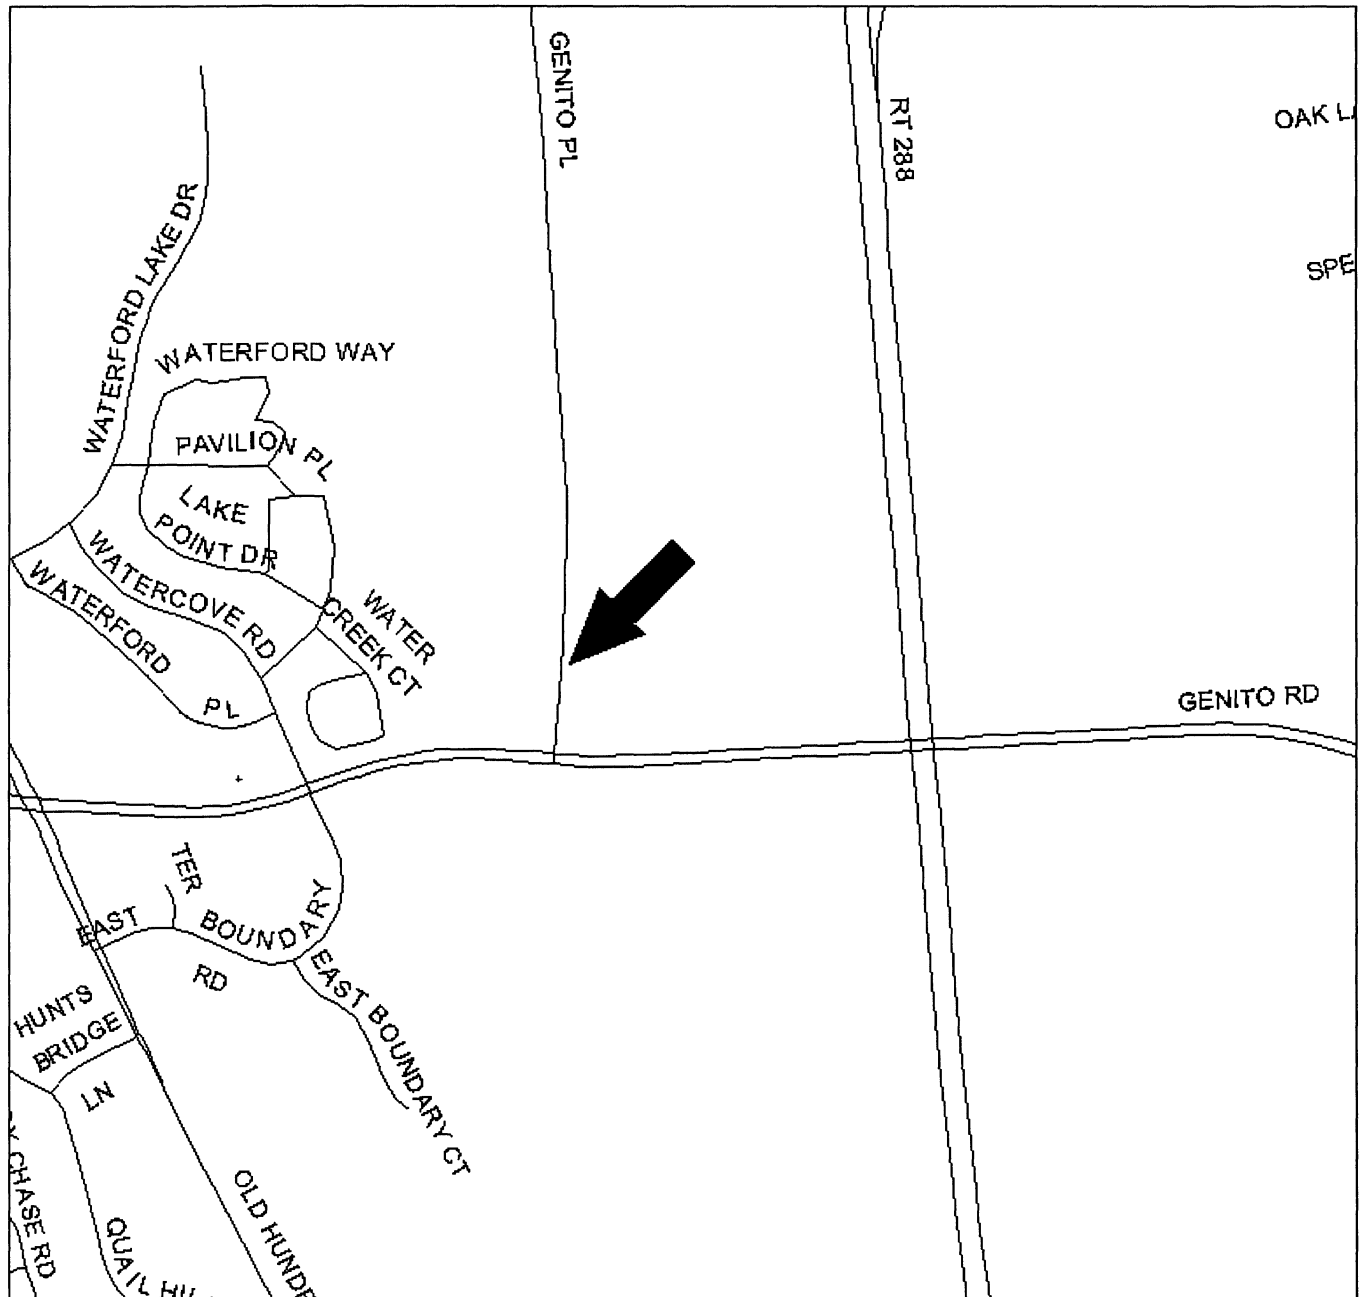 GENITO PL
RT 288
OAK
WATERFORD LAKE DR
SPE
WATERFORD WAY
PAVILION PL
LAKE
POINT DR
WATERCOVE RD
WATERFORD
PL
WATER
CREEK CT
GENITO RD
TER
EAST
BOUNDARY
RD
EAST BOUNDARY CT
HUNTS
BRIDGE
LN
CHASE RD
QUAIL
OLD HUNDR